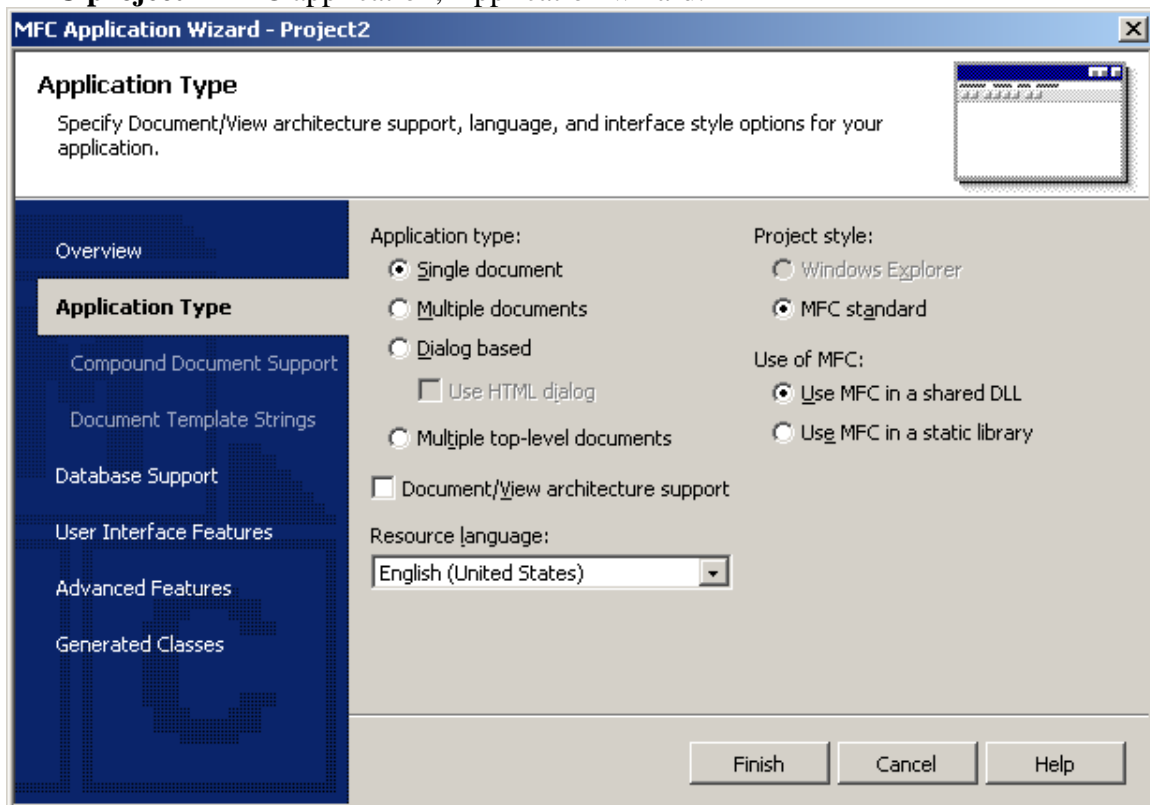 MFC Application Wizard - Project2
Application Type
Specify Document/View architecture support, language, and interface style options for your
application.
Overview
Application Type
Compound Document Support
Document Template Strings
Database Support
User Interface Features
Advanced Features
Generated Classes
Application type:
Single document
Multiple documents
Dialog based
Use HTML dialog
Multiple top-level documents
Document/View architecture support
Resource language:
English (United States)
Project style:
Windows Explorer
MFC standard
Use of MFC:
Use MFC in a shared DLL
Use MFC in a static library
Finish
Cancel
Help